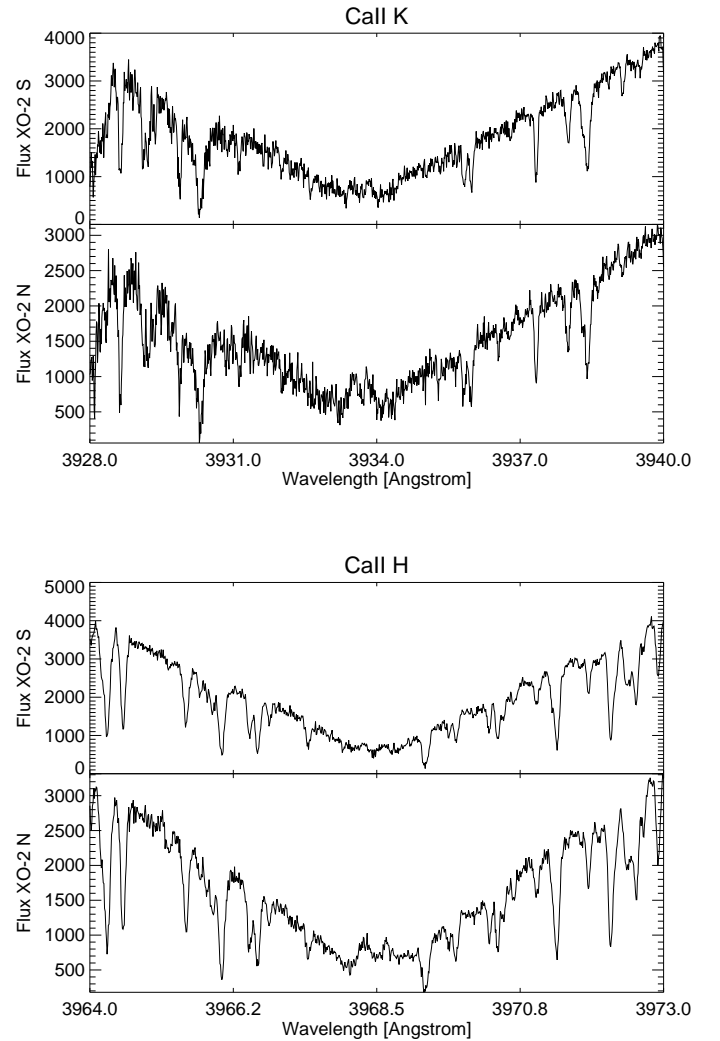 CaII K
4000
3000
2000
1000
0
Flux XO-2 S
3000
2500
2000
1500
1000
500
Flux XO-2 N
3928.0 3931.0 3934.0 3937.0 3940.0
Wavelength [Angstrom]
CaII H
5000
4000
3000
2000
1000
0
Flux XO-2 S
3000
2500
2000
1500
1000
500
Flux XO-2 N
3964.0 3966.2 3968.5 3970.8 3973.0
Wavelength [Angstrom]